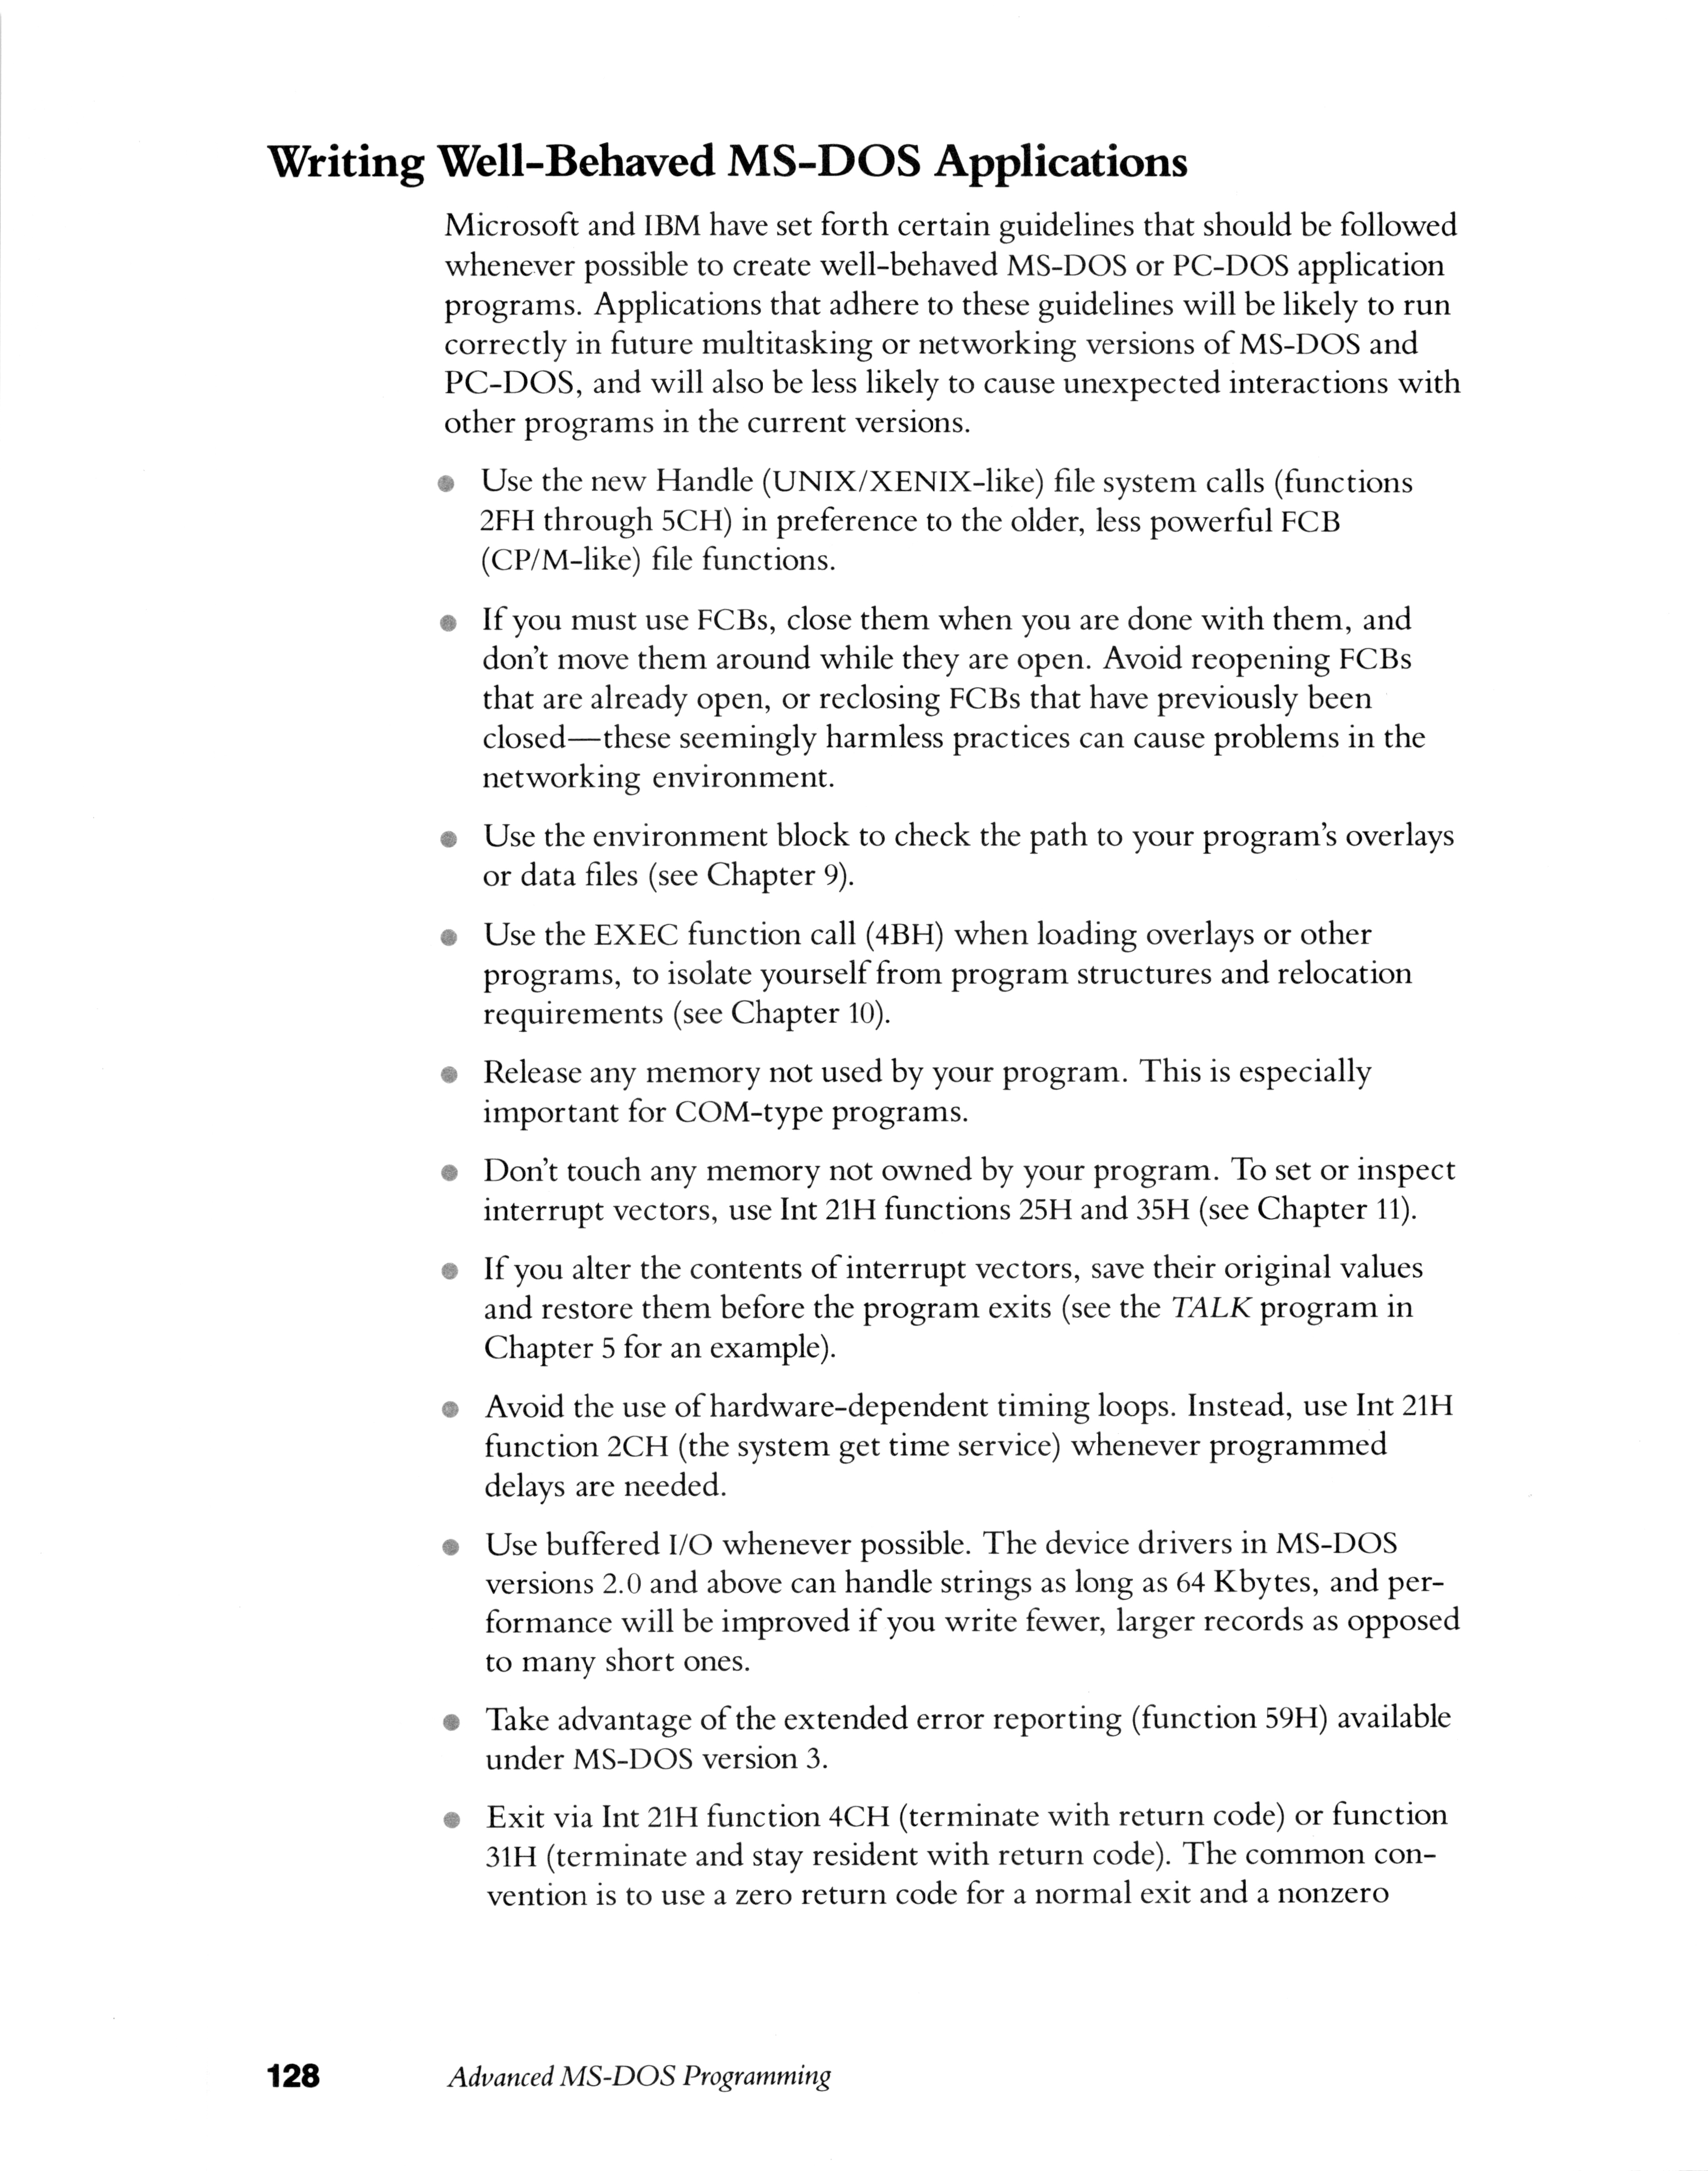 Writing Well-Behaved MS-DOS Applications
Microsoft and IBM have set forth certain guidelines that should be followed
whenever possible to create well-behaved MS-DOS or PC-DOS application
programs. Applications that adhere to these guidelines will be likely to run
correctly in future multitasking or networking versions of MS-DOS and
PC-DOS, and will also be less likely to cause unexpected interactions with
other programs in the current versions.
● Use the new Handle (UNIX/XENIX-like) file system calls (functions
2FH through 5CH) in preference to the older, less powerful FCB
(CP/M-like) file functions.
● If you must use FCBs, close them when you are done with them, and
don't move them around while they are open. Avoid reopening FCBs
that are already open, or reclosing FCBs that have previously been
closed—these seemingly harmless practices can cause problems in the
networking environment.
● Use the environment block to check the path to your program's overlays
or data files (see Chapter 9).
● Use the EXEC function call (4BH) when loading overlays or other
programs, to isolate yourself from program structures and relocation
requirements (see Chapter 10).
● Release any memory not used by your program. This is especially
important for COM-type programs.
● Don't touch any memory not owned by your program. To set or inspect
interrupt vectors, use Int 21H functions 25H and 35H (see Chapter 11).
● If you alter the contents of interrupt vectors, save their original values
and restore them before the program exits (see the TALK program in
Chapter 5 for an example).
● Avoid the use of hardware-dependent timing loops. Instead, use Int 21H
function 2CH (the system get time service) whenever programmed
delays are needed.
● Use buffered I/O whenever possible. The device drivers in MS-DOS
versions 2.0 and above can handle strings as long as 64 Kbytes, and per-
formance will be improved if you write fewer, larger records as opposed
to many short ones.
● Take advantage of the extended error reporting (function 59H) available
under MS-DOS version 3.
● Exit via Int 21H function 4CH (terminate with return code) or function
31H (terminate and stay resident with return code). The common con-
vention is to use a zero return code for a normal exit and a nonzero
128 Advanced MS-DOS Programming